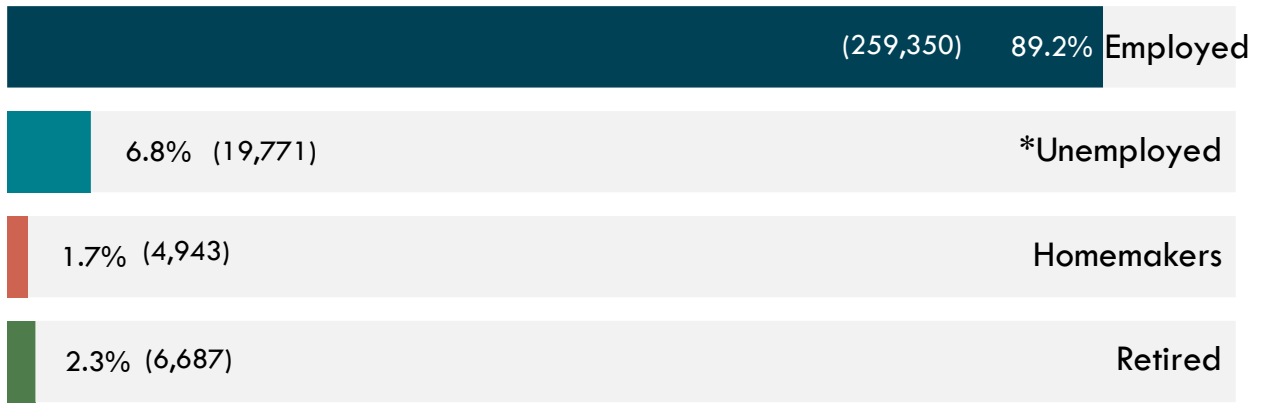 (259,350) 89.2% Employed
6.8% (19,771) *Unemployed
1.7% (4,943) Homemakers
2.3% (6,687) Retired